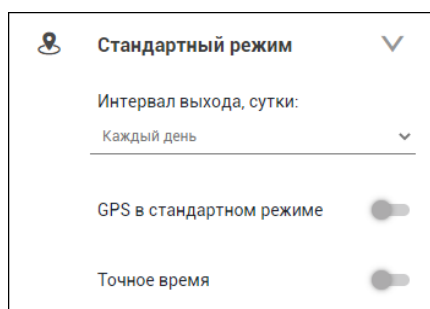 Стандартный режим
Интервал выхода, сутки:
Каждый день
GPS в стандартном режиме
Точное время